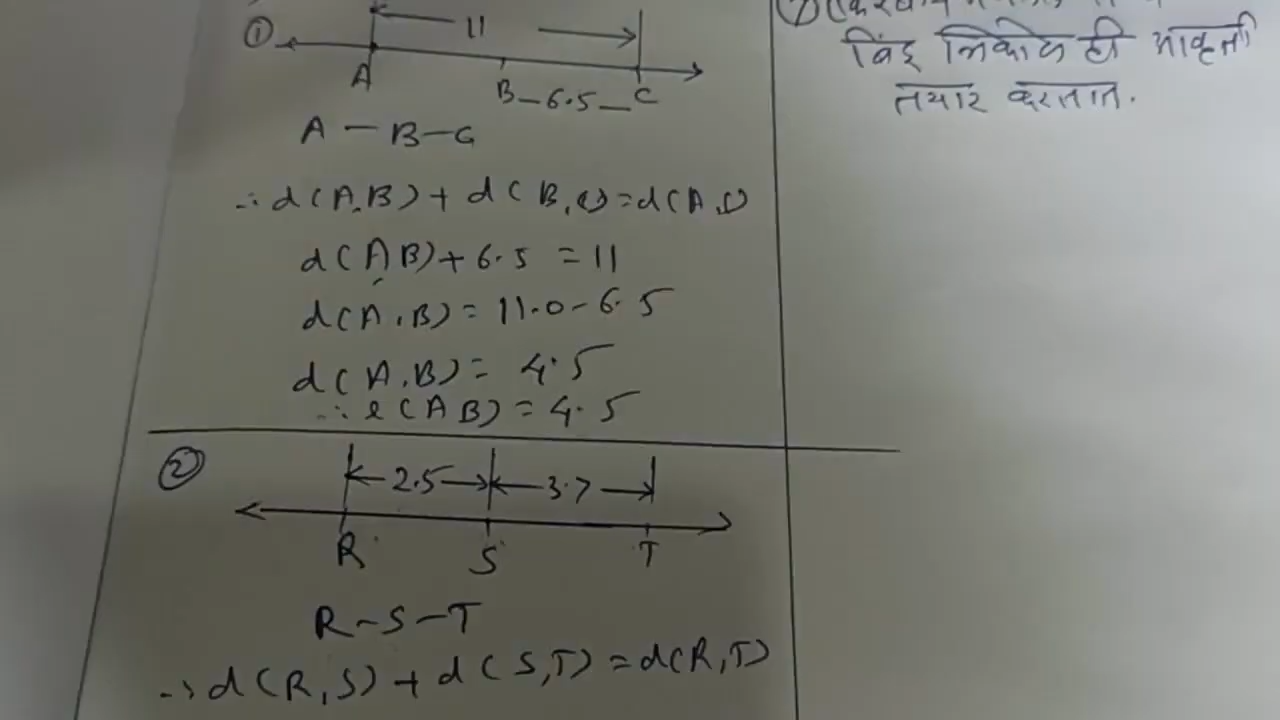 ① 11
A B - 6.5 - C
A - B - C
∴ d(A,B) + d(B,C) = d(A,C)
d(A,B) + 6.5 = 11
d(A,B) = 11.0 - 6.5
d(A,B) = 4.5
∴ l(AB) = 4.5
② 2.5 3.7
R S T
R - S - T
∴ d(R,S) + d(S,T) = d(R,T)
बिंदू त्रिकोण ही आकृती
तयार करतात.